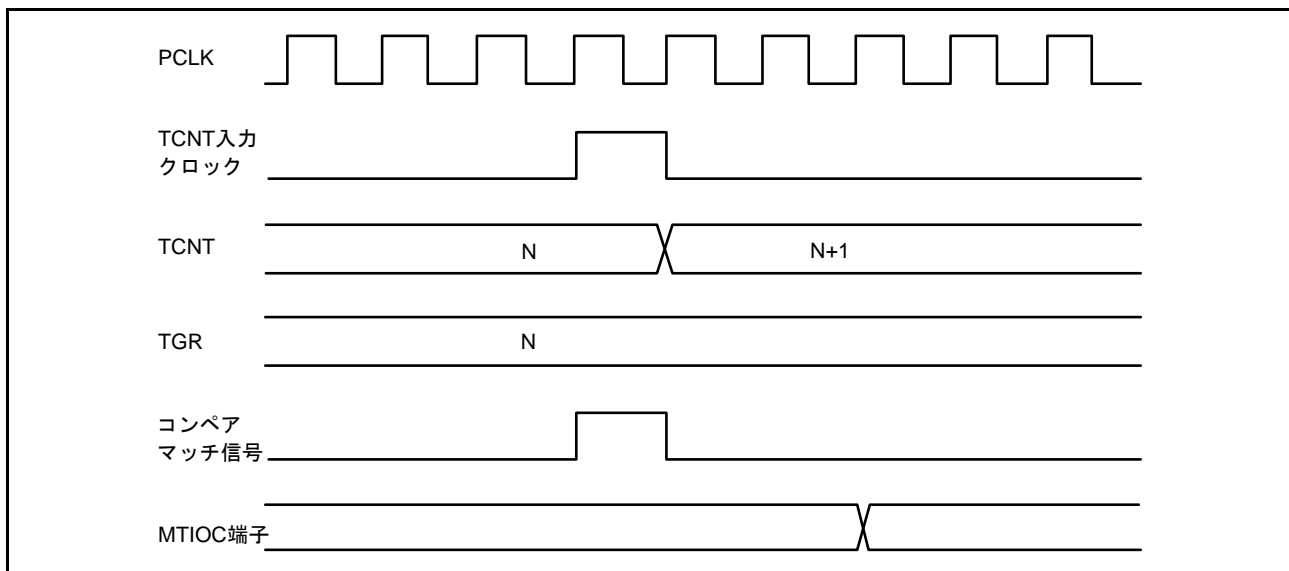 PCLK
TCNT入力
クロック
TCNT
N
N+1
TGR
N
コンペア
マッチ信号
MTIOC端子